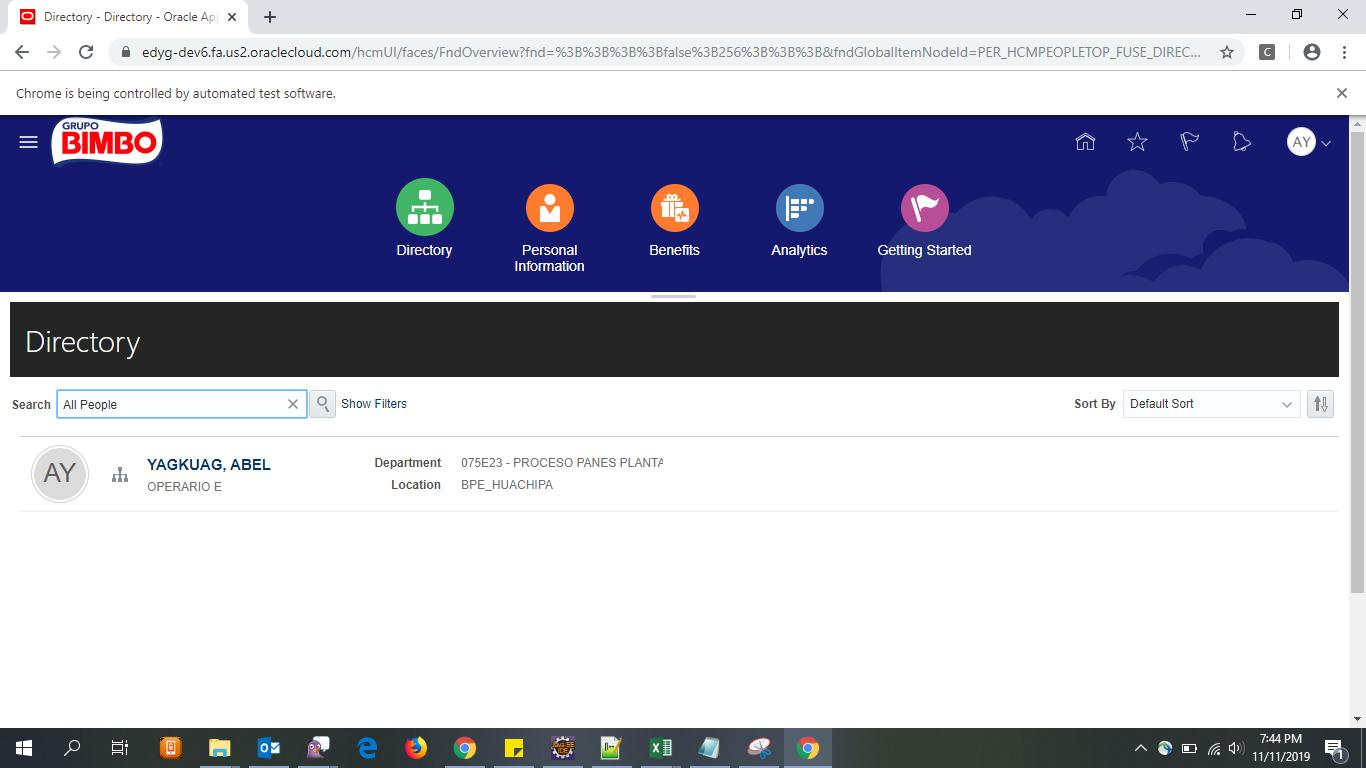 Directory - Directory - Oracle Ap
edyg-dev6.fa.us2.oraclecloud.com/hcmUI/faces/FndOverview?fnd=%3B%3B%3B%3Bfalse%3B256%3B%3B%3B&fndGlobalItemNodeId=PER_HCMPEOPLETOP_FUSE_DIREC...
C
Chrome is being controlled by automated test software.
GRUPO
BIMBO
AY
Directory
Personal
Information
Benefits
Analytics
Getting Started
Directory
Search
All People
Show Filters
Sort By
Default Sort
AY
YAGKUAG, ABEL
OPERARIO E
Department
075E23 - PROCESO PANES PLANTA
Location
BPE_HUACHIPA
7:44 PM
11/11/2019
1